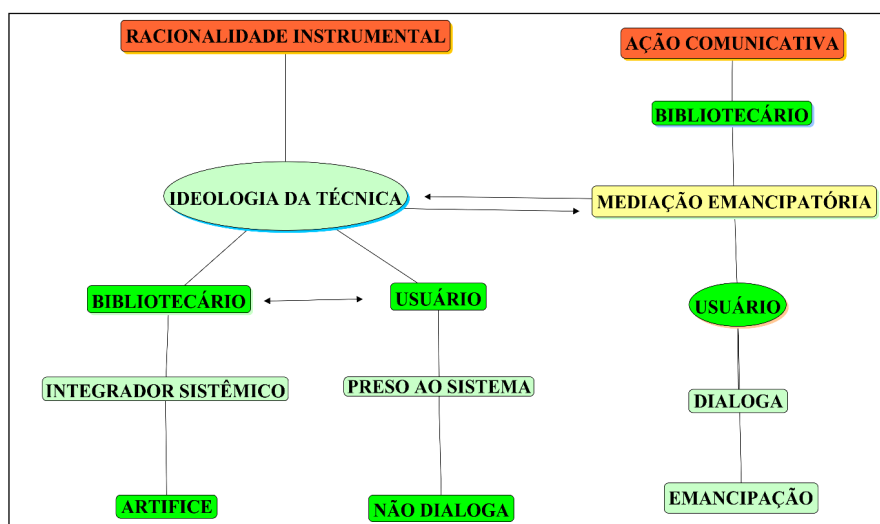 RACIONALIDADE INSTRUMENTAL
AÇÃO COMUNICATIVA
BIBLIOTECÁRIO
IDEOLOGIA DA TÉCNICA
MEDIAÇÃO EMANCIPATÓRIA
BIBLIOTECÁRIO
USUÁRIO
USUÁRIO
INTEGRADOR SISTÊMICO
PRESO AO SISTEMA
DIALOGA
ARTIFICE
NÃO DIALOGA
EMANCIPAÇÃO